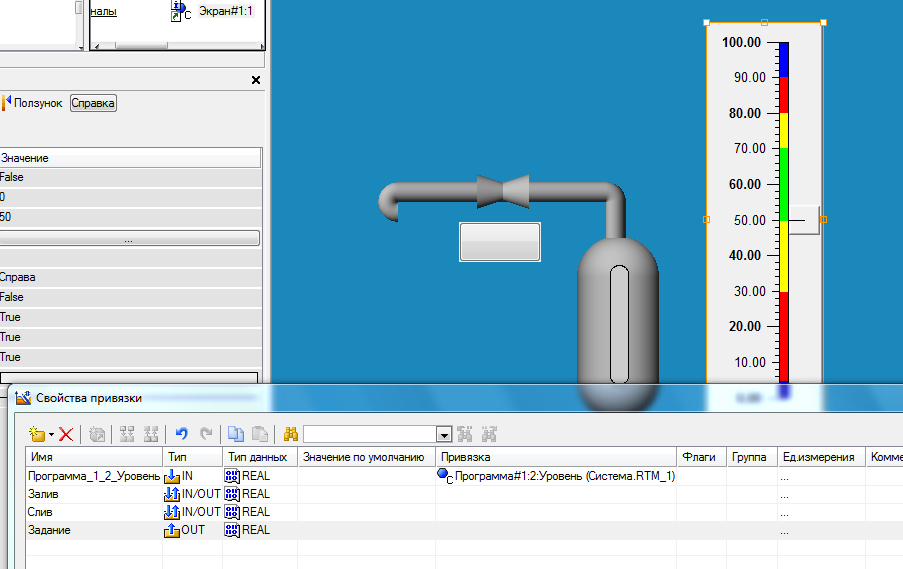 налы
Экран#1:1
Ползунок
Справка
Значение
False
0
50
...
Справа
False
True
True
True
100.00
90.00
80.00
70.00
60.00
50.00
40.00
30.00
20.00
10.00
0.00
Свойства привязки
Имя Тип Тип данных Значение по умолчанию Привязка Флаги Группа Ед.измерения Комме
Программа_1_2_Уровень IN REAL Программа#1:2:Уровень (Система.RTM_1) ...
Залив IN/OUT REAL ...
Слив IN/OUT REAL ...
Задание OUT REAL ...